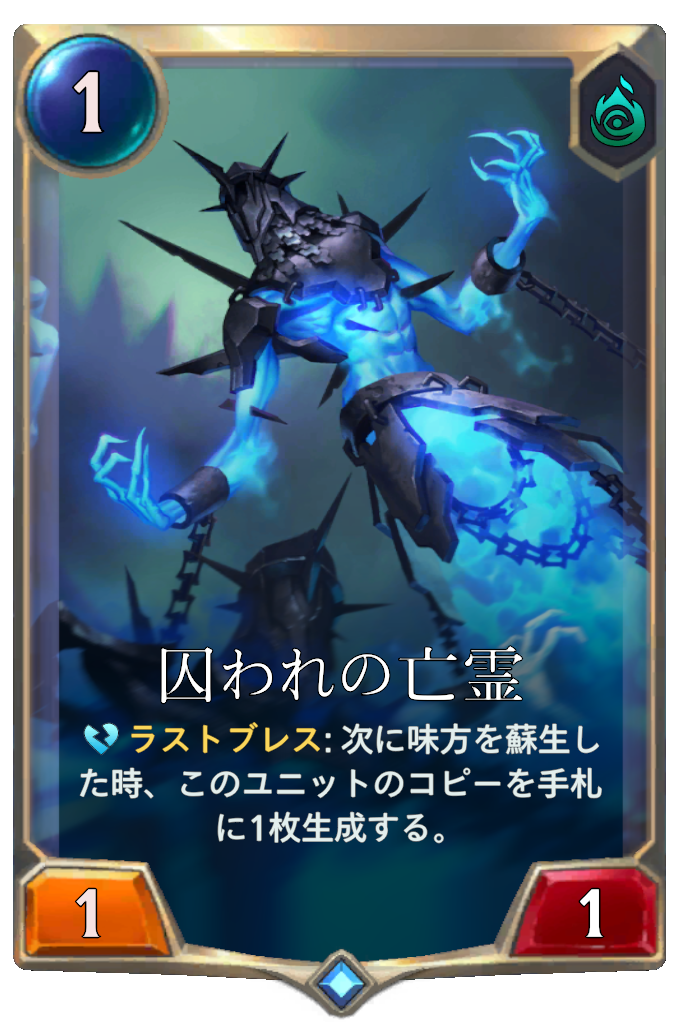 1
囚われの亡霊
ラストブレス: 次に味方を蘇生し
た時、このユニットのコピーを手札
に1枚生成する。
1
1